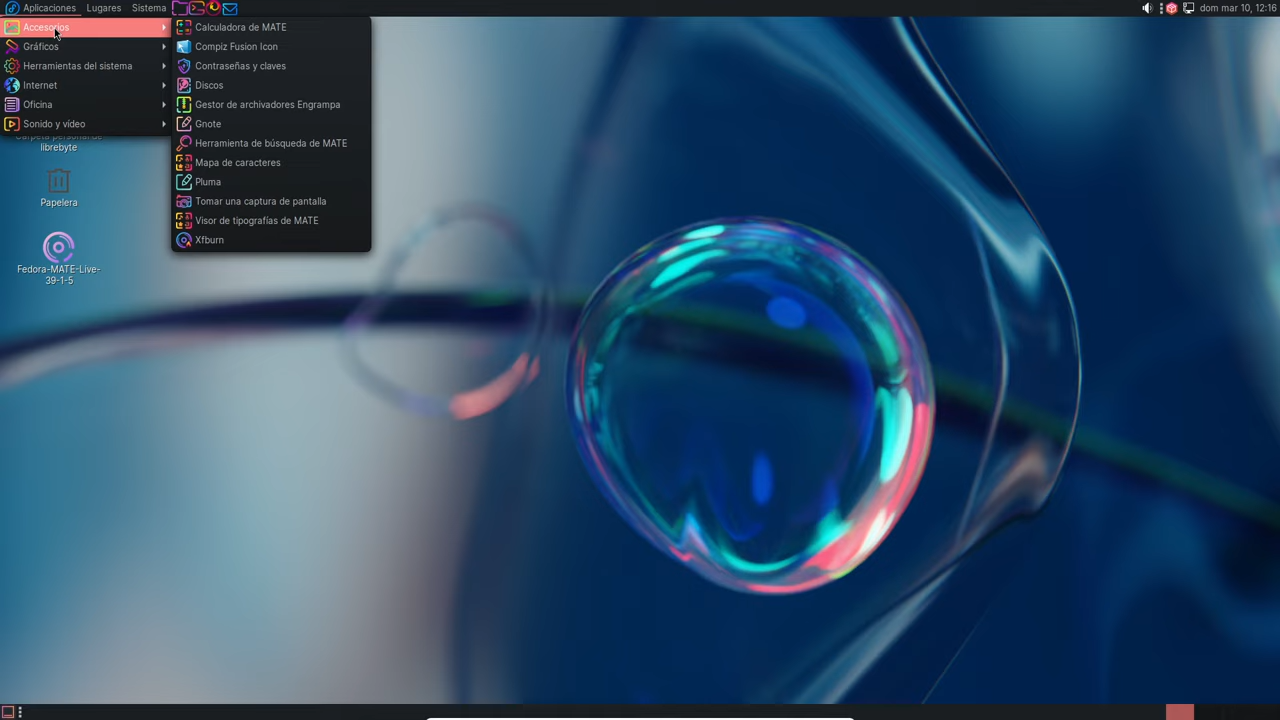 Aplicaciones Lugares Sistema dom mar 10, 12:16
Accesorios
Gráficos
Herramientas del sistema
Internet
Oficina
Sonido y vídeo
Calculadora de MATE
Compiz Fusion Icon
Contraseñas y claves
Discos
Gestor de archivadores Engrampa
Gnote
Herramienta de búsqueda de MATE
Mapa de caracteres
Pluma
Tomar una captura de pantalla
Visor de tipografías de MATE
Xfburn
Carpeta personal de
librebyte
Papelera
Fedora-MATE-Live-
39-1-5